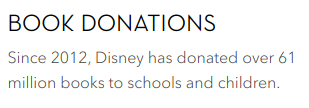 BOOK DONATIONS
Since 2012, Disney has donated over 61
million books to schools and children.